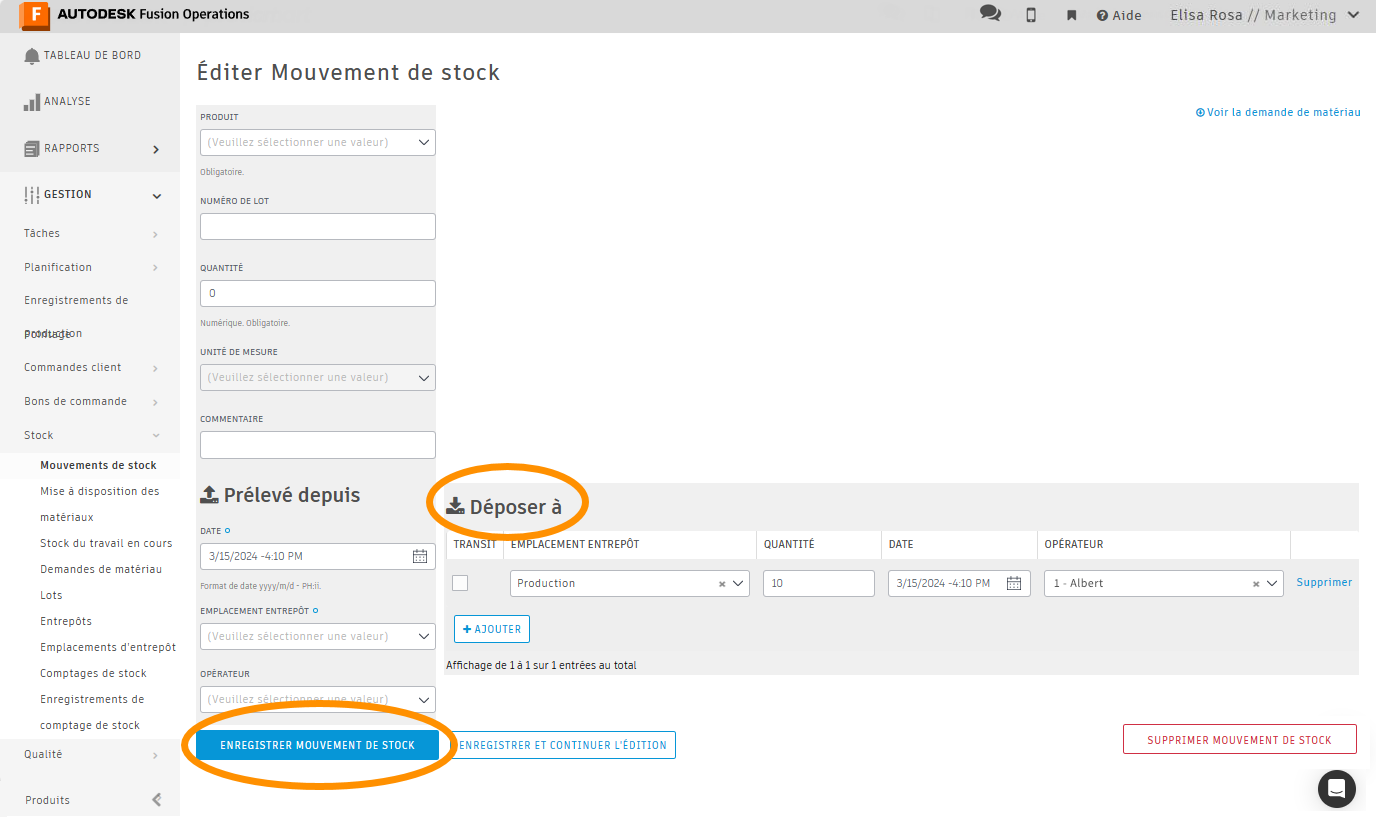 AUTODESK Fusion Operations
Aide
Elisa Rosa // Marketing
TABLEAU DE BORD
ANALYSE
RAPPORTS
GESTION
Tâches
Planification
Enregistrements de
production
Pointage
Commandes client
Bons de commande
Stock
Mouvements de stock
Mise à disposition des
matériaux
Stock du travail en cours
Demandes de matériau
Lots
Entrepôts
Emplacements d'entrepôt
Comptages de stock
Enregistrements de
comptage de stock
Qualité
Produits
Éditer Mouvement de stock
Voir la demande de matériau
PRODUIT
(Veuillez sélectionner une valeur)
Obligatoire.
NUMÉRO DE LOT
QUANTITÉ
0
Numérique. Obligatoire.
UNITÉ DE MESURE
(Veuillez sélectionner une valeur)
COMMENTAIRE
Prélevé depuis
DATE
3/15/2024 -4:10 PM
Format de date yyyy/m/d - PH:ii.
EMPLACEMENT ENTREPÔT
(Veuillez sélectionner une valeur)
OPÉRATEUR
(Veuillez sélectionner une valeur)
Déposer à
TRANSIT EMPLACEMENT ENTREPÔT QUANTITÉ DATE OPÉRATEUR
Production 10 3/15/2024 -4:10 PM 1 - Albert Supprimer
+ AJOUTER
Affichage de 1 à 1 sur 1 entrées au total
ENREGISTRER MOUVEMENT DE STOCK
ENREGISTRER ET CONTINUER L'ÉDITION
SUPPRIMER MOUVEMENT DE STOCK